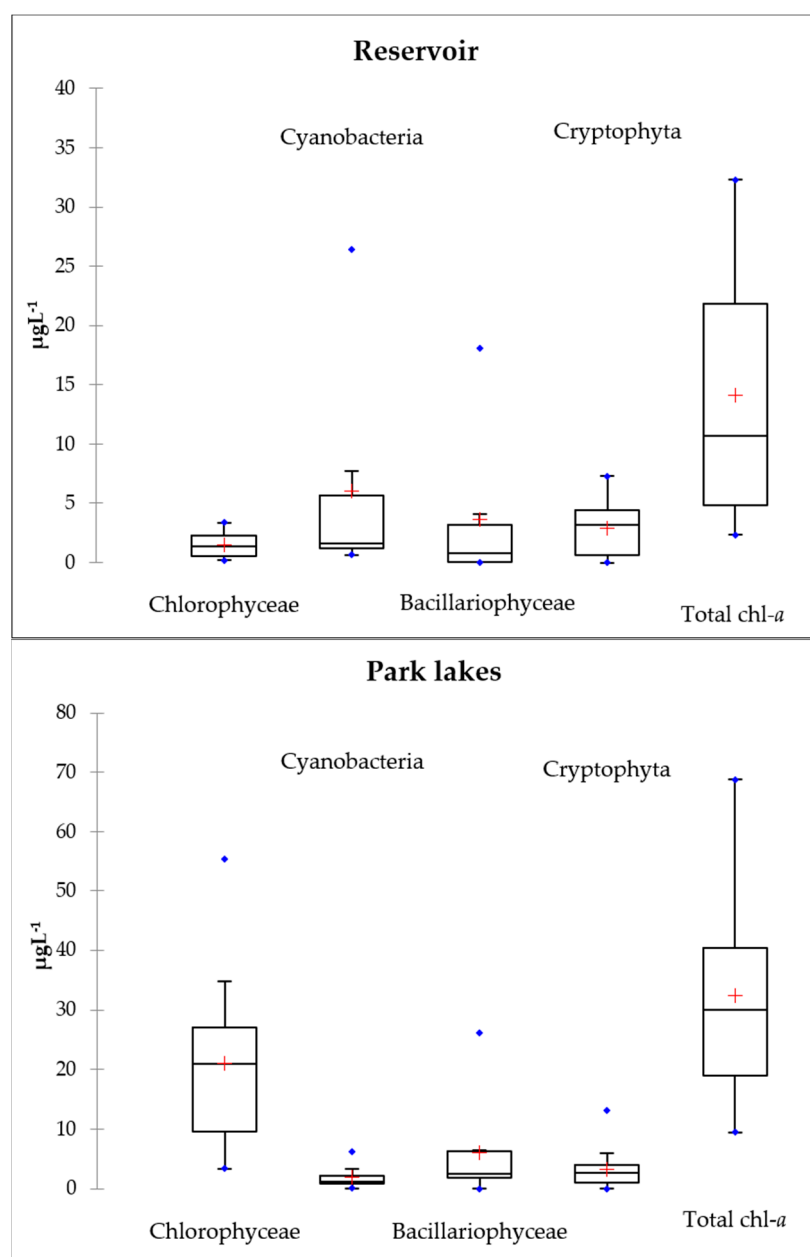 Reservoir
40
35
30
25
20
15
10
5
0
µgL-1
Cyanobacteria
Cryptophyta
Chlorophyceae
Bacillariophyceae
Total chl-a
Park lakes
80
70
60
50
40
30
20
10
0
µgL-1
Cyanobacteria
Cryptophyta
Chlorophyceae
Bacillariophyceae
Total chl-a